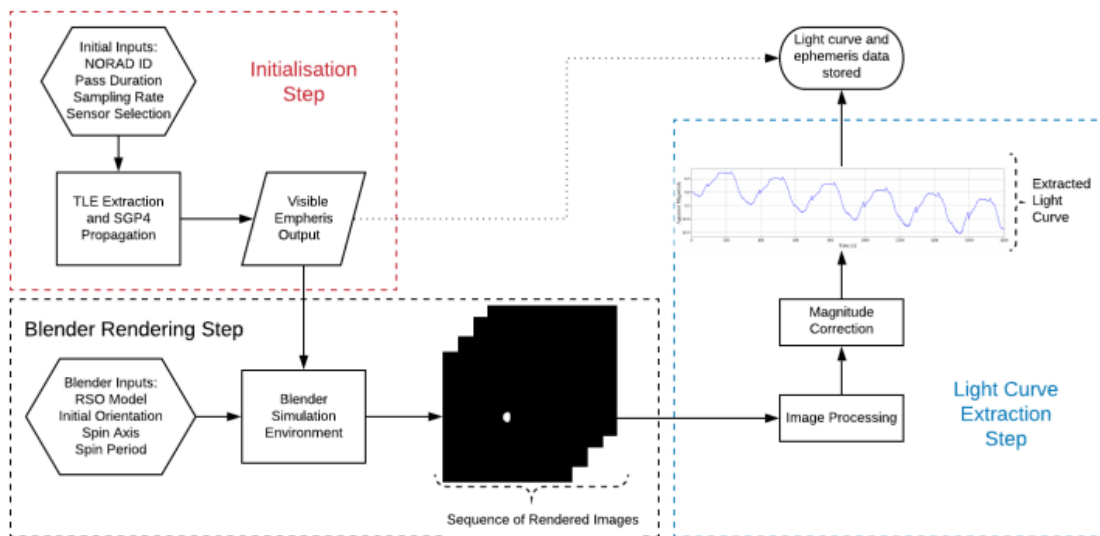 Initial Inputs:
NORAD ID
Pass Duration
Sampling Rate
Sensor Selection
Initialisation
Step
TLE Extraction
and SGP4
Propagation
Visible
Empheris
Output
Light curve and
ephemeris data
stored
Extracted
Light
Curve
Time [s]
Magnitude
Correction
Image Processing
Light Curve
Extraction
Step
Blender Rendering Step
Blender Inputs:
RSO Model
Initial Orientation
Spin Axis
Spin Period
Blender
Simulation
Environment
Sequence of Rendered Images